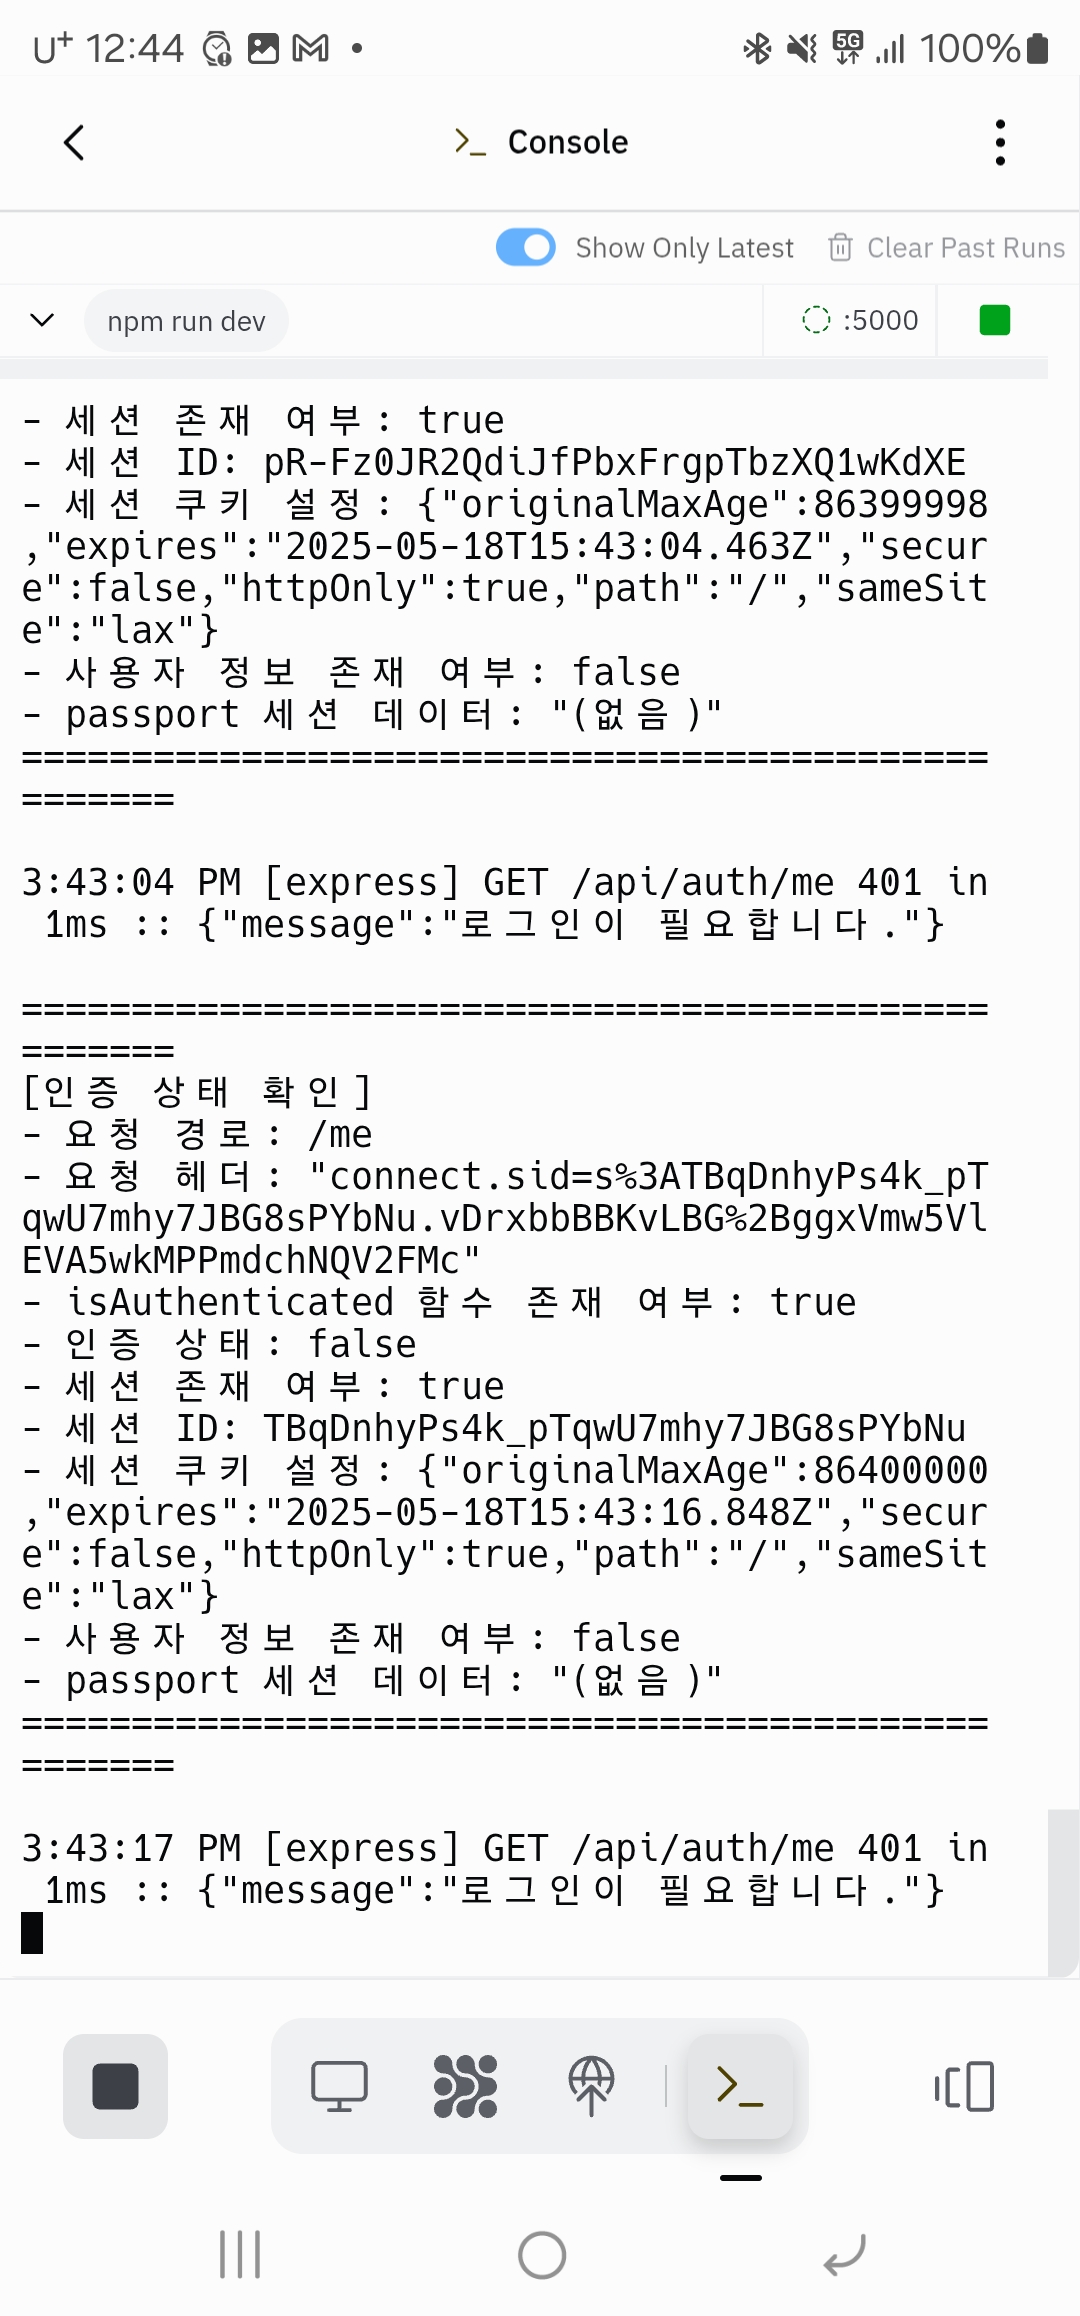 U+ 12:44 5G 100%
>_ Console
Show Only Latest Clear Past Runs
npm run dev :5000
- 세션 존재 여부: true
- 세션 ID: pR-Fz0JR2QdiJfPbxFrgpTbzXQ1wKdXE
- 세션 쿠키 설정: {"originalMaxAge":86399998
,"expires":"2025-05-18T15:43:04.463Z","secur
e":false,"httpOnly":true,"path":"/","sameSit
e":"lax"}
- 사용자 정보 존재 여부: false
- passport 세션 데이터: "(없음)"
============================================
=======
3:43:04 PM [express] GET /api/auth/me 401 in
1ms :: {"message":"로그인이 필요합니다."}
============================================
=======
[인증 상태 확인]
- 요청 경로: /me
- 요청 헤더: "connect.sid=s%3ATBqDnhyPs4k_pT
qwU7mhy7JBG8sPYbNu.vDrxbbBBKvLBG%2BggxVmw5Vl
EVA5wkMPPmdchNQV2FMc"
- isAuthenticated 함수 존재 여부: true
- 인증 상태: false
- 세션 존재 여부: true
- 세션 ID: TBqDnhyPs4k_pTqwU7mhy7JBG8sPYbNu
- 세션 쿠키 설정: {"originalMaxAge":86400000
,"expires":"2025-05-18T15:43:16.848Z","secur
e":false,"httpOnly":true,"path":"/","sameSit
e":"lax"}
- 사용자 정보 존재 여부: false
- passport 세션 데이터: "(없음)"
============================================
=======
3:43:17 PM [express] GET /api/auth/me 401 in
1ms :: {"message":"로그인이 필요합니다."}